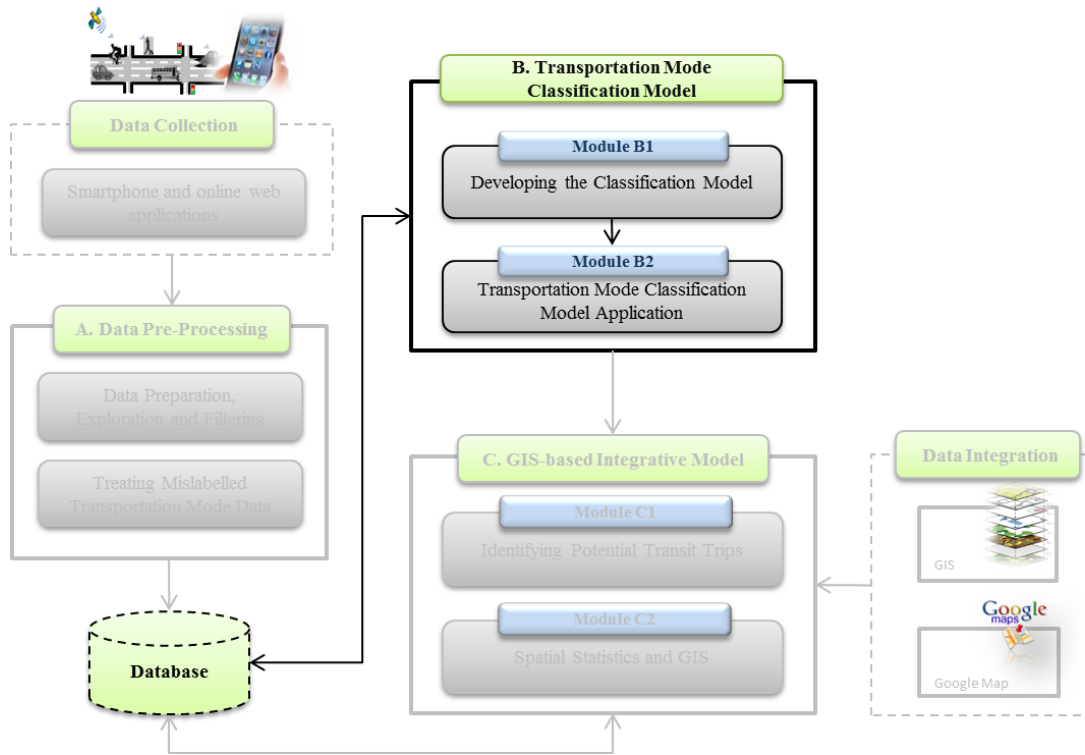 Data Collection
Smartphone and online web
applications
A. Data Pre-Processing
Data Preparation,
Exploration and Filtering
Treating Mislabelled
Transportation Mode Data
Database
B. Transportation Mode
Classification Model
Module B1
Developing the Classification Model
Module B2
Transportation Mode Classification
Model Application
C. GIS-based Integrative Model
Module C1
Identifying Potential Transit Trips
Module C2
Spatial Statistics and GIS
Data Integration
GIS
Google
maps
Google Map